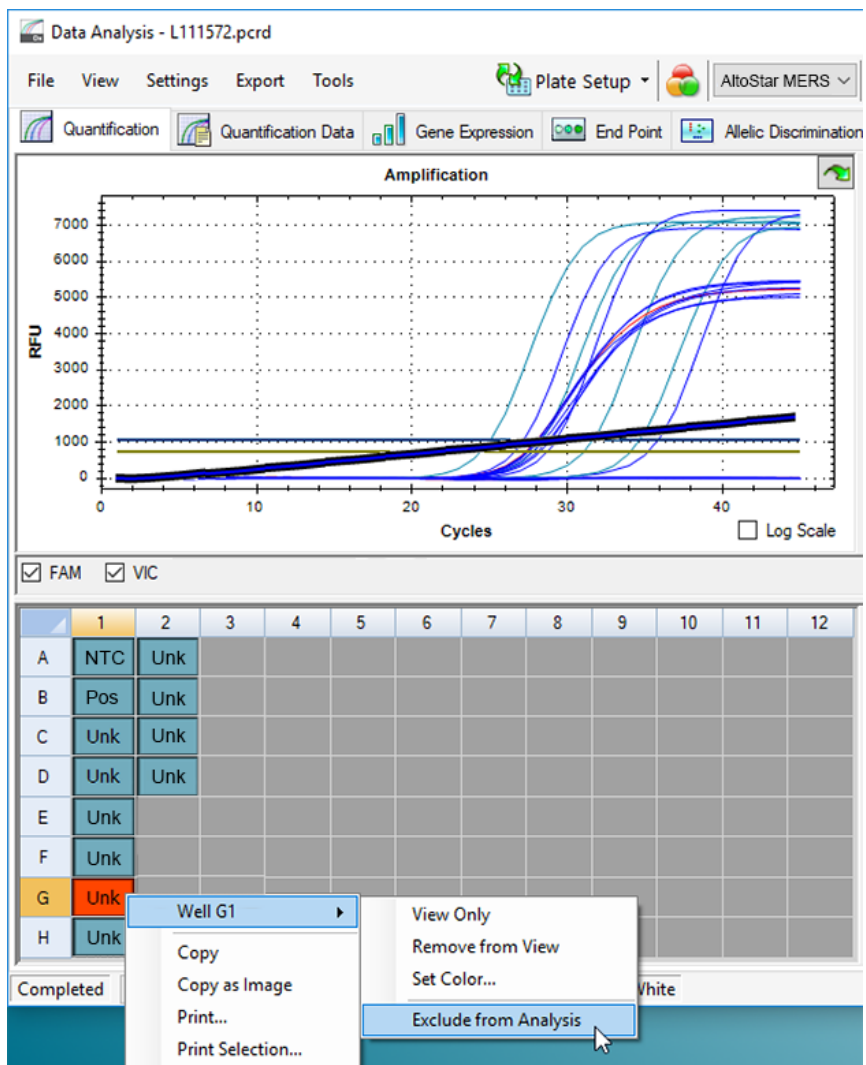 Data Analysis - L111572.pcrd
File View Settings Export Tools Plate Setup AltoStar MERS
Quantification Quantification Data Gene Expression End Point Allelic Discrimination
Amplification
7000
6000
5000
4000
3000
2000
1000
0
RFU
0 10 20 30 40
Cycles
Log Scale
FAM VIC
1 2 3 4 5 6 7 8 9 10 11 12
A NTC Unk
B Pos Unk
C Unk Unk
D Unk Unk
E Unk
F Unk
G Unk
H Unk
Well G1
Copy
Copy as Image
Print...
Print Selection...
View Only
Remove from View
Set Color...
Exclude from Analysis
Completed